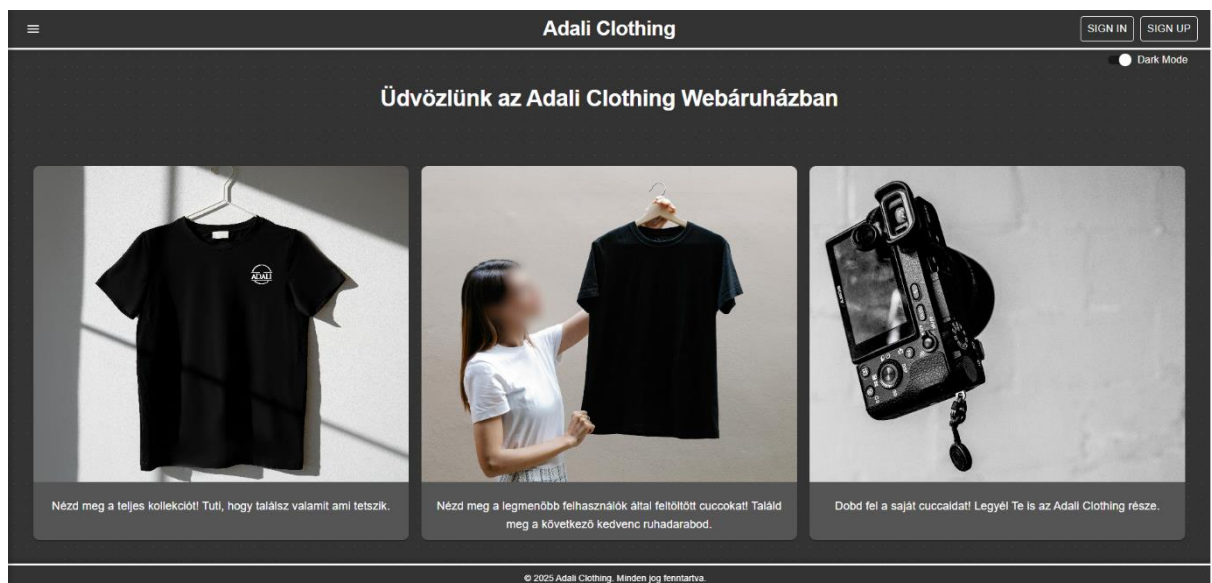 Adali Clothing
SIGN IN
SIGN UP
Dark Mode
Üdvözlünk az Adali Clothing Webáruházban
ADALI
Nézd meg a teljes kollekciót! Tuti, hogy találsz valamit ami tetszik.
Nézd meg a legmenőbb felhasználók által feltöltött cuccokat! Találd
meg a következő kedvenc ruhadarabod.
Dobd fel a saját cuccaidat! Legyél Te is az Adali Clothing része.
© 2025 Adali Clothing. Minden jog fenntartva.